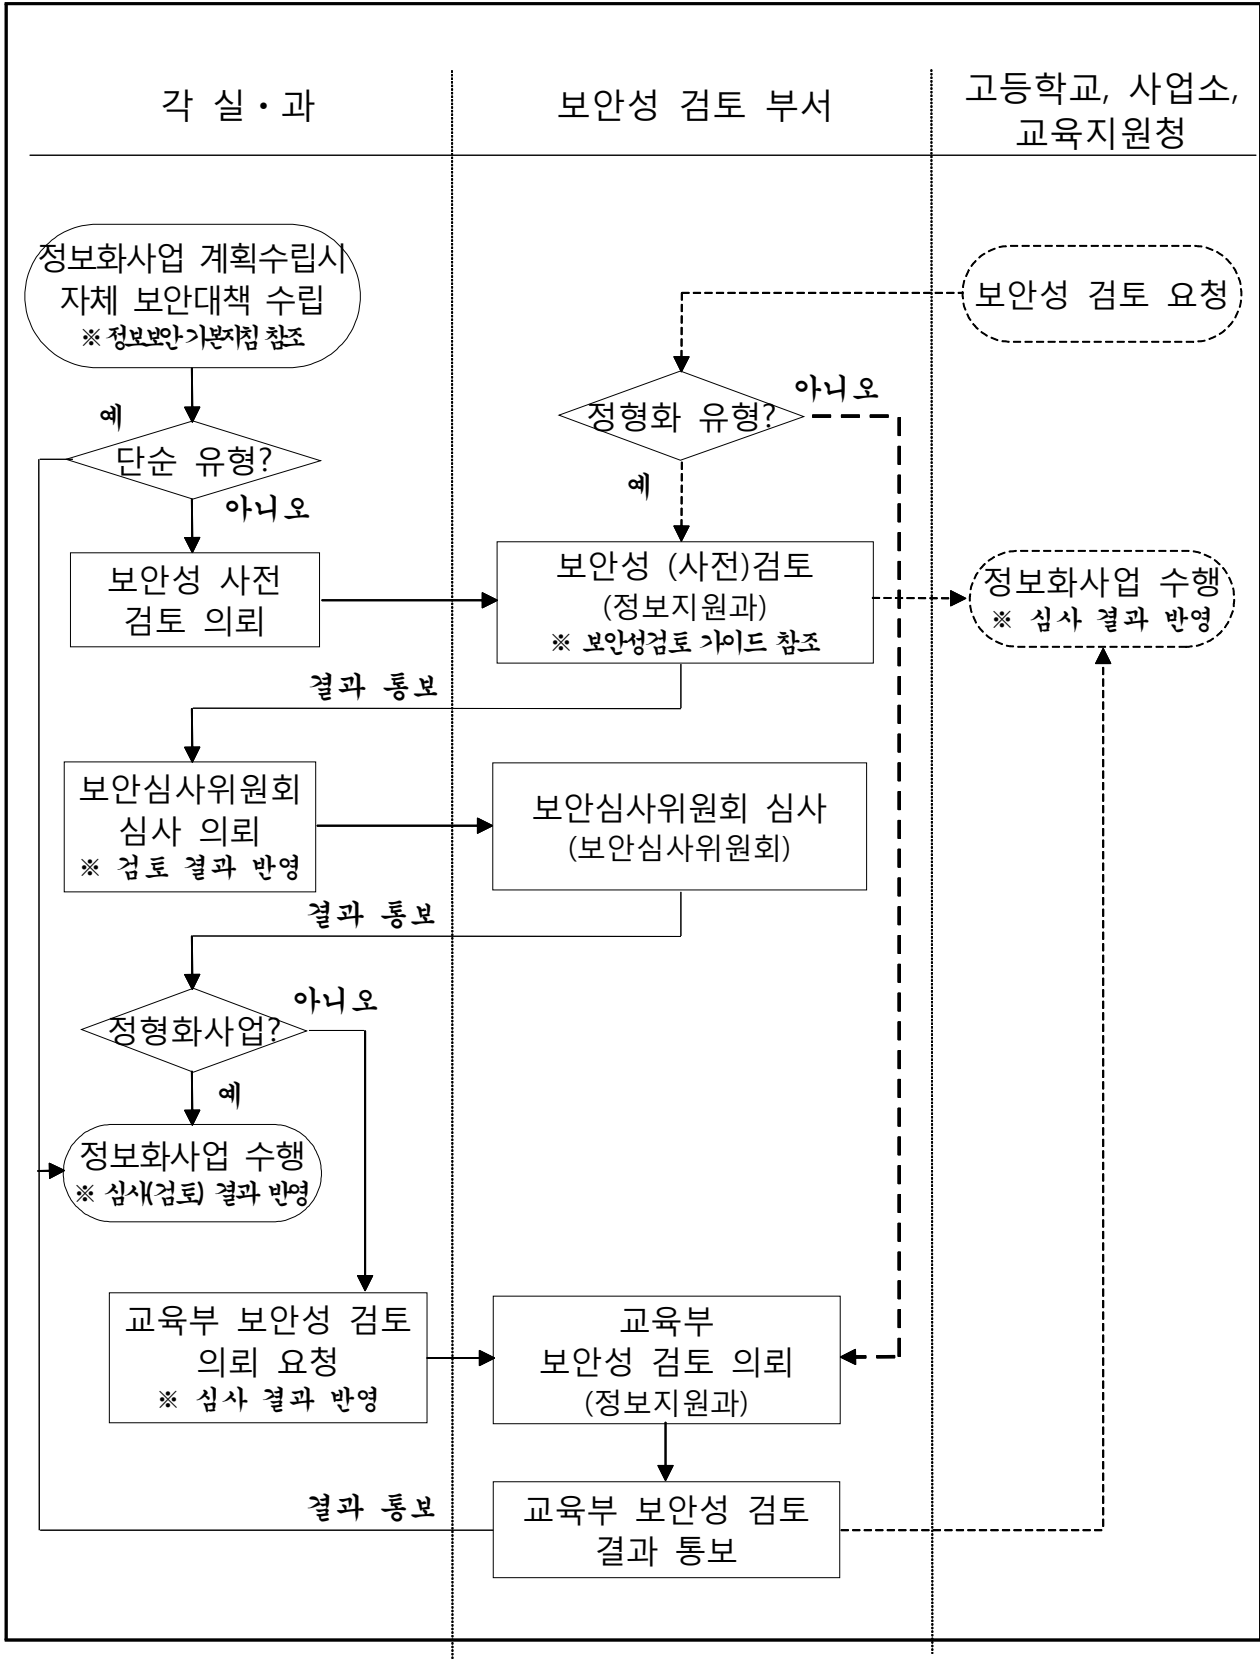 각 실・과
보안성 검토 부서
고등학교, 사업소,
교육지원청
정보화사업 계획수립시
자체 보안대책 수립
※ 정보보안기본지침 참조
보안성 검토 요청
예
단순 유형?
아니오
정형화 유형?
아니오
예
보안성 사전
검토 의뢰
보안성 (사전)검토
(정보지원과)
※ 보안성검토 가이드 참조
정보화사업 수행
※ 심사 결과 반영
결과 통보
보안심사위원회
심사 의뢰
※ 검토 결과 반영
보안심사위원회 심사
(보안심사위원회)
결과 통보
정형화사업?
아니오
예
정보화사업 수행
※ 심사(검토) 결과 반영
교육부 보안성 검토
의뢰 요청
※ 심사 결과 반영
교육부
보안성 검토 의뢰
(정보지원과)
결과 통보
교육부 보안성 검토
결과 통보